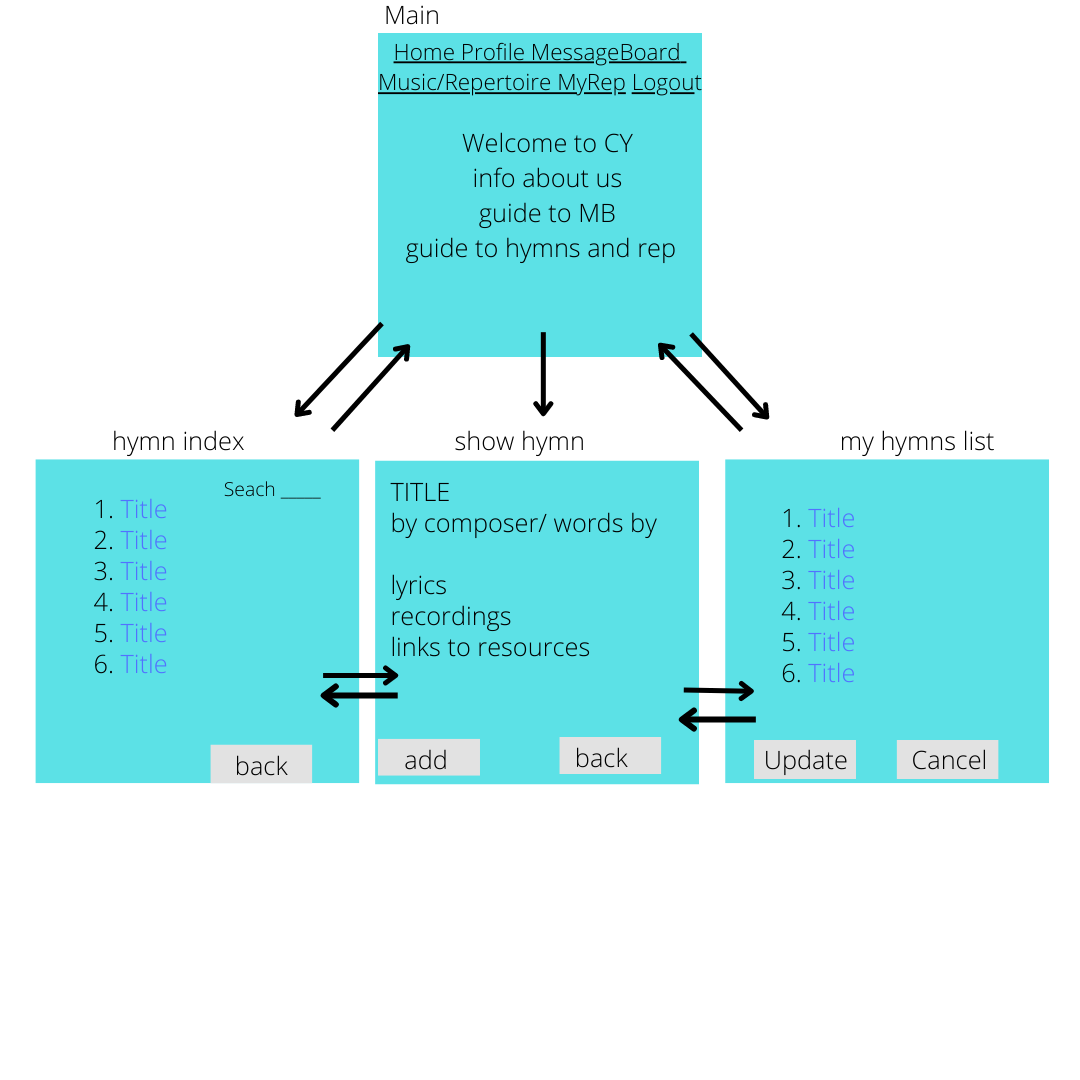 Main
Home Profile MessageBoard
Music/Repertoire MyRep Logout
Welcome to CY
info about us
guide to MB
guide to hymns and rep
hymn index
Seach _____
1. Title
2. Title
3. Title
4. Title
5. Title
6. Title
back
show hymn
TITLE
by composer/ words by
lyrics
recordings
links to resources
add
back
my hymns list
1. Title
2. Title
3. Title
4. Title
5. Title
6. Title
Update
Cancel